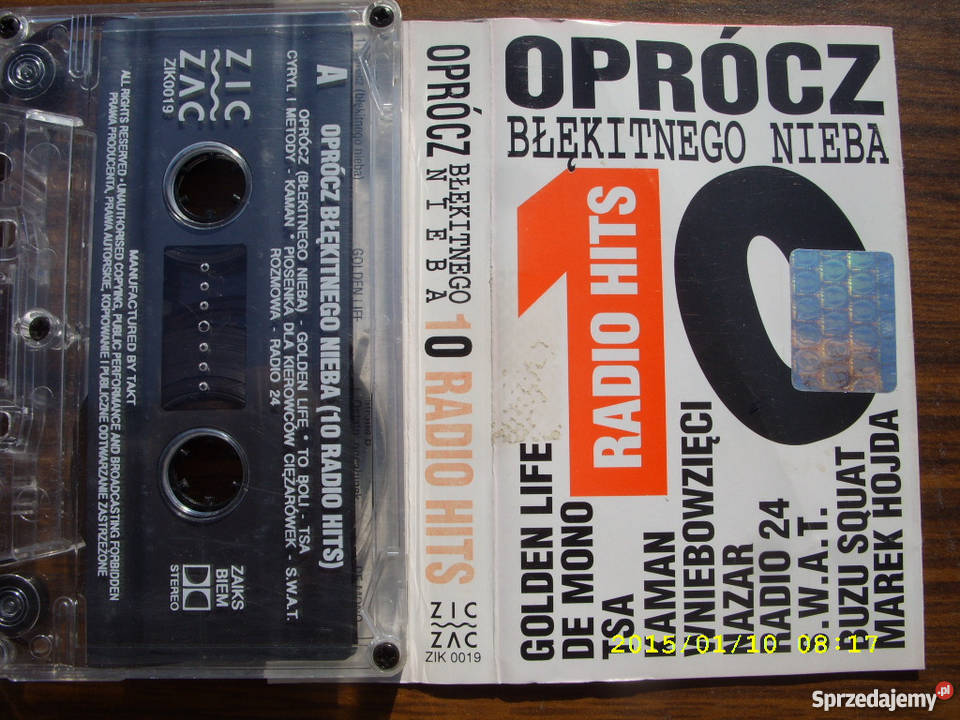 ZIC
ZAC
ZIK0019
A
OPRÓCZ BŁĘKITNEGO NIEBA (10 RADIO HITS)
OPRÓCZ (BŁĘKITNEGO NIEBA) - GOLDEN LIFE * TO BOLI - TSA
CYRYL I METODY - KAMAN * PIOSENKA DLA KIEROWCÓW CIĘŻARÓWEK - S.W.A.T.
ROZMOWA - RADIO 24
ZAIKS
BIEM
STEREO
MANUFACTURED BY TAKT
ALL RIGHTS RESERVED • UNAUTHORISED COPYING, PUBLIC PERFORMANCE AND BROADCASTING FORBIDDEN
PRAWA PRODUCENTA, PRAWA AUTORSKIE, KOPIOWANIE I PUBLICZNE ODTWARZANIE ZASTRZEŻONE
(Błękitnego nieba)
GOLDEN LIFE
OPRÓCZ BŁĘKITNEGO NIEBA 10 RADIO HITS
ZIC
ZAC
ZIK 0019
OPRÓCZ
BŁĘKITNEGO NIEBA
10
RADIO HITS
GOLDEN LIFE
DE MONO
TSA
KAMAN
WNIEBOWZIĘCI
RADIO 24
S.W.A.T.
SQUAT
MAREK HOJDA
2015/01/10 08:17
Sprzedajemy.pl